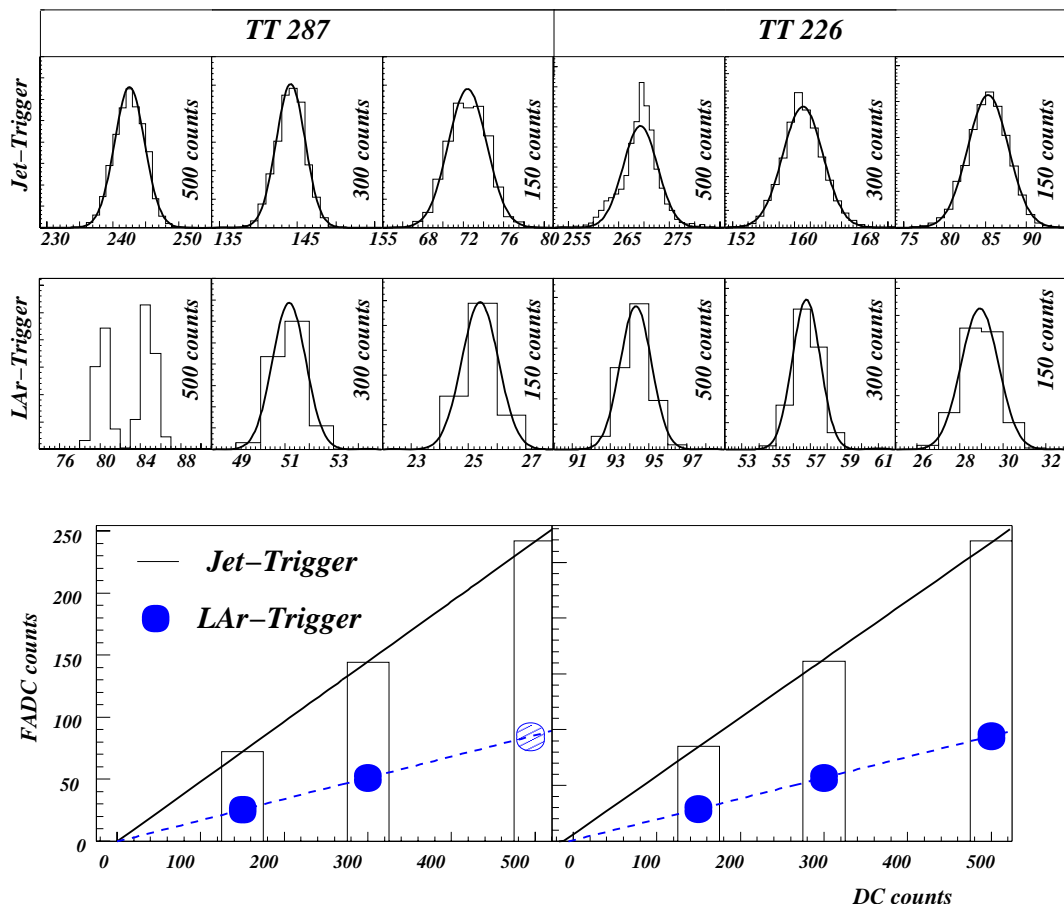 TT 287 TT 226
Jet−Trigger 500 counts 300 counts 150 counts 500 counts 300 counts 150 counts
230 240 250 135 145 155 68 72 76 80 255 265 275 152 160 168 75 80 85 90
LAr−Trigger 500 counts 300 counts 150 counts 500 counts 300 counts 150 counts
76 80 84 88 49 51 53 23 25 27 91 93 95 97 53 55 57 59 61 26 28 30 32
FADC counts
250
200
150
100
50
0
Jet−Trigger
LAr−Trigger
100 200 300 400 500 0 100 200 300 400 500
DC counts